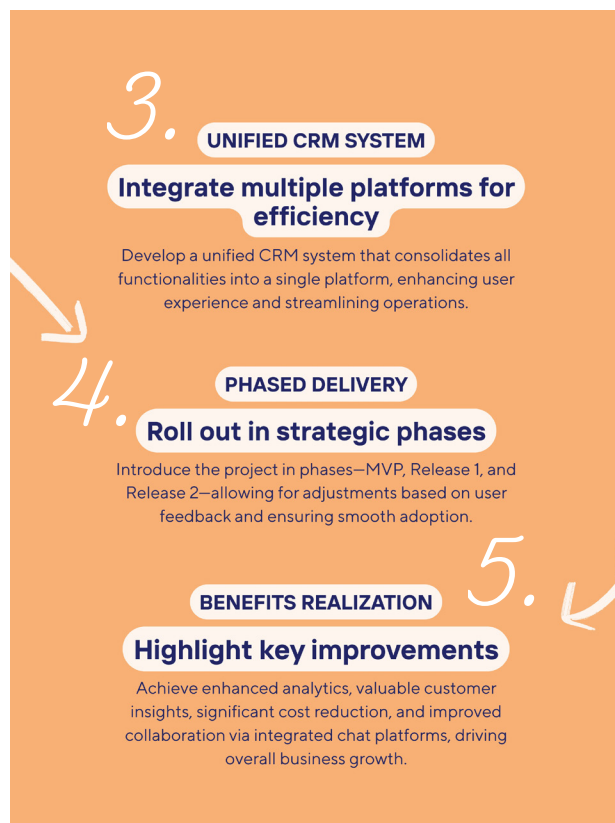 3.
UNIFIED CRM SYSTEM
Integrate multiple platforms for
efficiency
Develop a unified CRM system that consolidates all
functionalities into a single platform, enhancing user
experience and streamlining operations.
4.
PHASED DELIVERY
Roll out in strategic phases
Introduce the project in phases—MVP, Release 1, and
Release 2—allowing for adjustments based on user
feedback and ensuring smooth adoption.
5.
BENEFITS REALIZATION
Highlight key improvements
Achieve enhanced analytics, valuable customer
insights, significant cost reduction, and improved
collaboration via integrated chat platforms, driving
overall business growth.